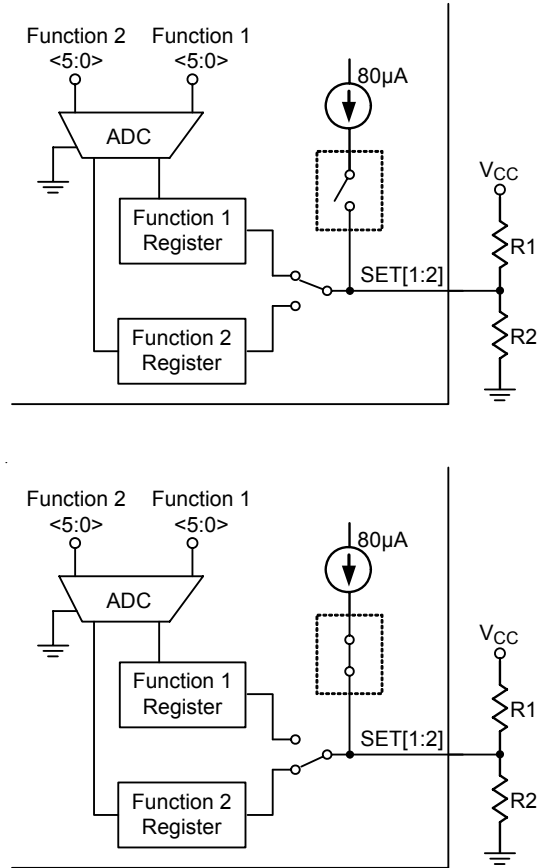 Function 2 Function 1
<5:0> <5:0>
80µA
ADC
VCC
Function 1
Register
R1
SET[1:2]
Function 2
Register
R2
Function 2 Function 1
<5:0> <5:0>
80µA
ADC
VCC
Function 1
Register
R1
SET[1:2]
Function 2
Register
R2